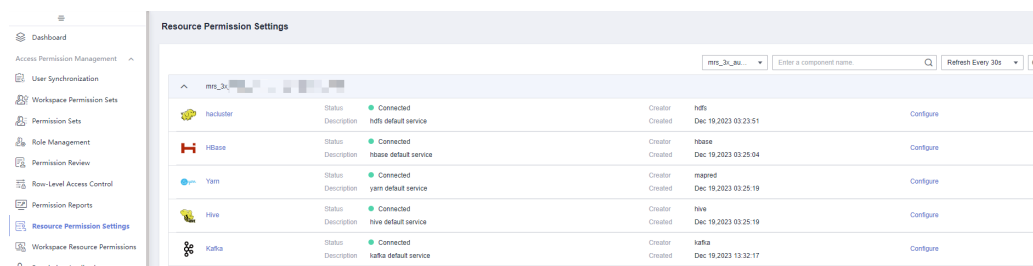 Resource Permission Settings
Dashboard
Access Permission Management
User Synchronization
Workspace Permission Sets
Permission Sets
Role Management
Permission Review
Row-Level Access Control
Permission Reports
Resource Permission Settings
Workspace Resource Permissions
mrs_3x_au... Enter a component name. Refresh Every 30s
mrs_3x_
hacluster Status Connected Creator hdfs Configure
Description hdfs default service Created Dec 19,2023 03:23:51
HBase Status Connected Creator hbase Configure
Description hbase default service Created Dec 19,2023 03:25:04
Yarn Status Connected Creator mapred Configure
Description yarn default service Created Dec 19,2023 03:25:19
Hive Status Connected Creator hive Configure
Description hive default service Created Dec 19,2023 03:25:19
Kafka Status Connected Creator kafka Configure
Description kafka default service Created Dec 19,2023 13:32:17